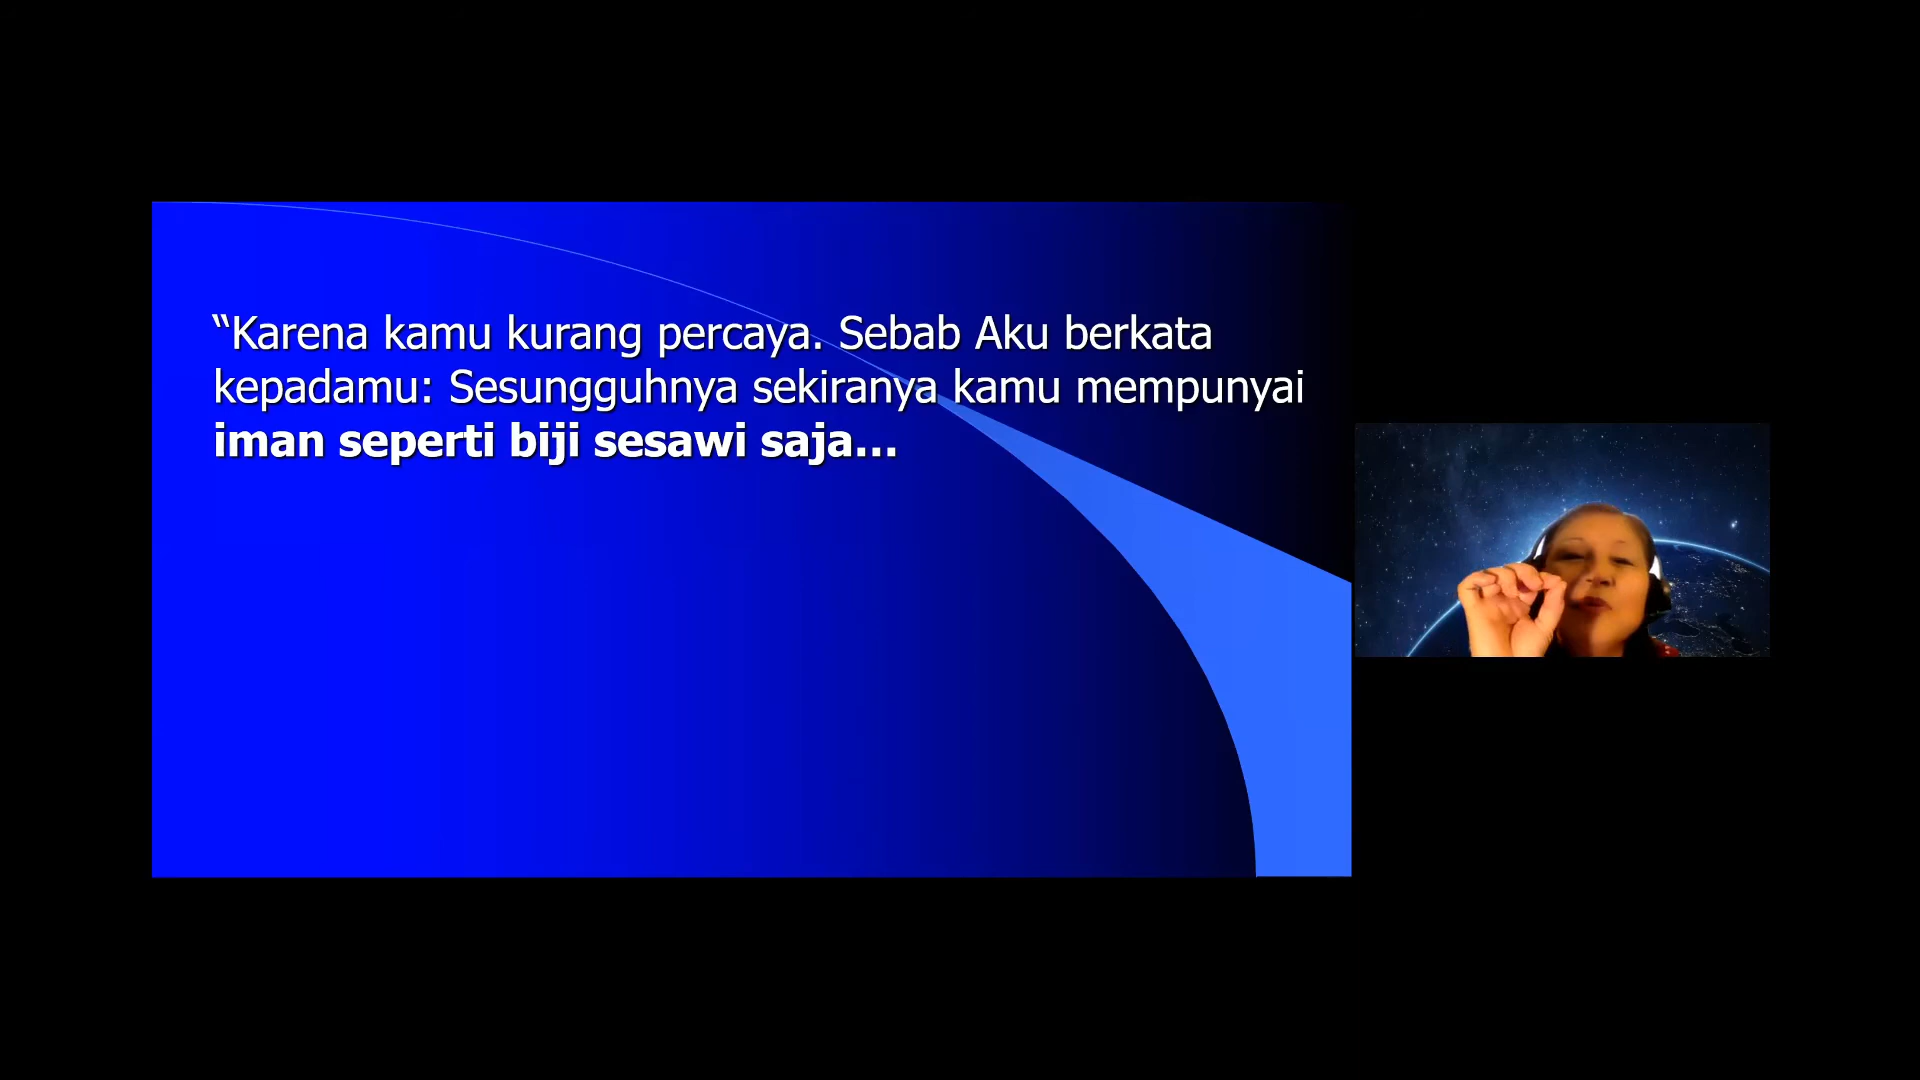 “Karena kamu kurang percaya. Sebab Aku berkata
kepadamu: Sesungguhnya sekiranya kamu mempunyai
iman seperti biji sesawi saja...